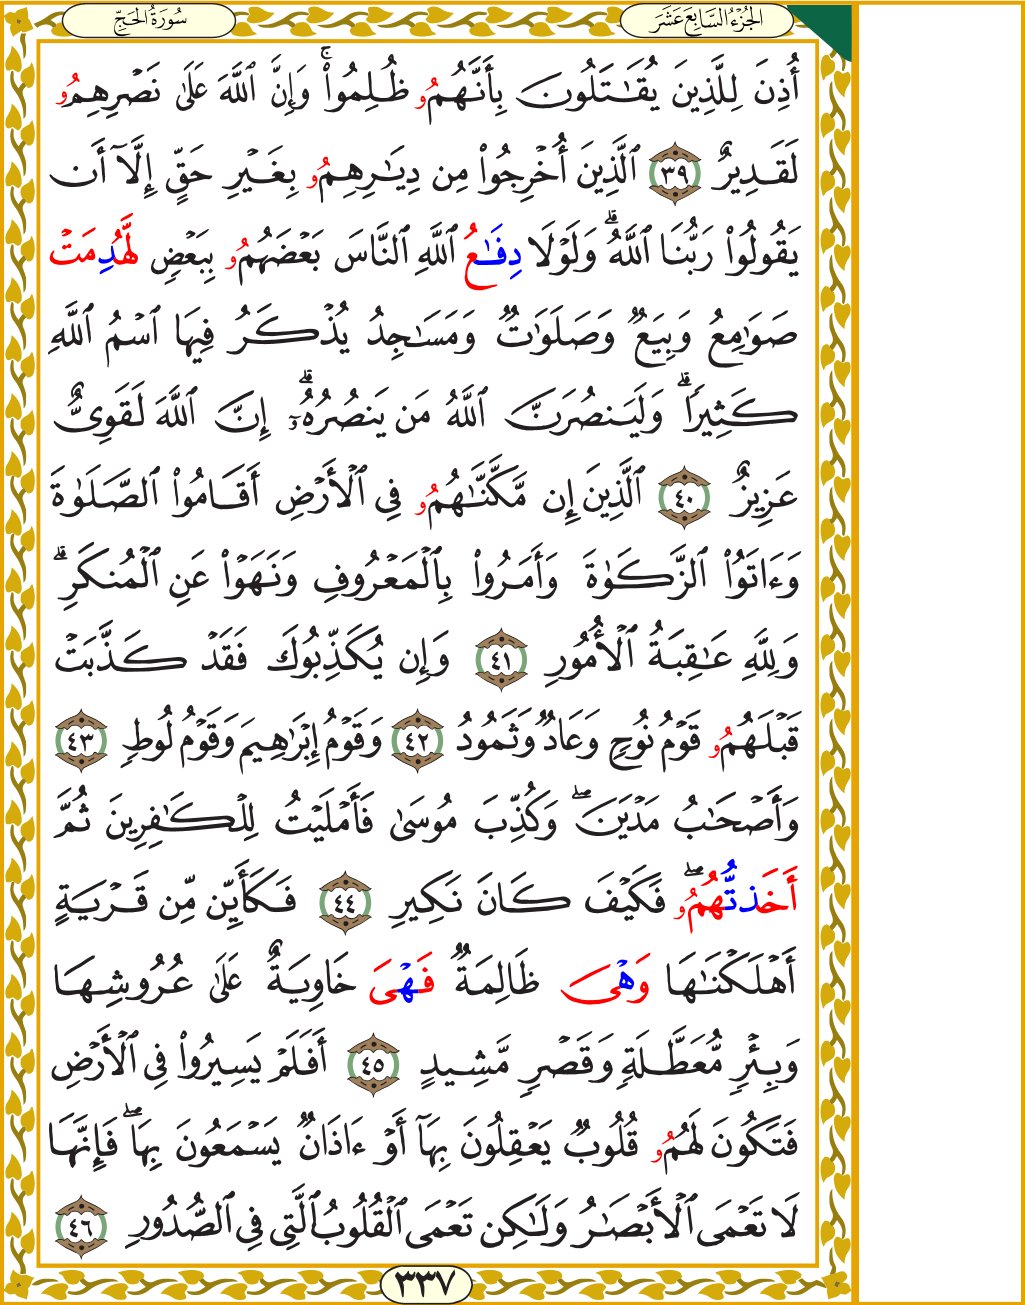 الجُزْءُ السَّابِعَ عَشَرَ
سُورَةُ الحَجِّ
أُذِنَ لِلَّذِينَ يُقَٰتَلُونَ بِأَنَّهُمُۥ ظُلِمُواْۚ وَإِنَّ ٱللَّهَ عَلَىٰ نَصۡرِهِمُۥ
لَقَدِيرٌ ٣٩ ٱلَّذِينَ أُخۡرِجُواْ مِن دِيَٰرِهِمُۥ بِغَيۡرِ حَقٍّ إِلَّآ أَن
يَقُولُواْ رَبُّنَا ٱللَّهُۗ وَلَوۡلَا دِفَٰعُ ٱللَّهِ ٱلنَّاسَ بَعۡضَهُمُۥ بِبَعۡضٖ لَّهُدِمَتۡ
صَوَٰمِعُ وَبِيَعٞ وَصَلَوَٰتٞ وَمَسَٰجِدُ يُذۡكَرُ فِيهَا ٱسۡمُ ٱللَّهِ
كَثِيرٗاۗ وَلَيَنصُرَنَّ ٱللَّهُ مَن يَنصُرُهُۥٓۗ إِنَّ ٱللَّهَ لَقَوِيٌّ
عَزِيزٌ ٤٠ ٱلَّذِينَ إِن مَّكَّنَّٰهُمُۥ فِي ٱلۡأَرۡضِ أَقَامُواْ ٱلصَّلَوٰةَ
وَءَاتَوُاْ ٱلزَّكَوٰةَ وَأَمَرُواْ بِٱلۡمَعۡرُوفِ وَنَهَوۡاْ عَنِ ٱلۡمُنكَرِۗ
وَلِلَّهِ عَٰقِبَةُ ٱلۡأُمُورِ ٤١ وَإِن يُكَذِّبُوكَ فَقَدۡ كَذَّبَتۡ
قَبۡلَهُمُۥ قَوۡمُ نُوحٖ وَعَادٞ وَثَمُودُ ٤٢ وَقَوۡمُ إِبۡرَٰهِيمَ وَقَوۡمُ لُوطٖ ٤٣
وَأَصۡحَٰبُ مَدۡيَنَۖ وَكُذِّبَ مُوسَىٰ فَأَمۡلَيۡتُ لِلۡكَٰفِرِينَ ثُمَّ
أَخَذتُّهُمُۥۖ فَكَيۡفَ كَانَ نَكِيرِ ٤٤ فَكَأَيِّن مِّن قَرۡيَةٍ
أَهۡلَكۡنَٰهَا وَهۡيَ ظَالِمَةٞ فَهۡيَ خَاوِيَةٌ عَلَىٰ عُرُوشِهَا
وَبِئۡرٖ مُّعَطَّلَةٖ وَقَصۡرٖ مَّشِيدٍ ٤٥ أَفَلَمۡ يَسِيرُواْ فِي ٱلۡأَرۡضِ
فَتَكُونَ لَهُمُۥ قُلُوبٞ يَعۡقِلُونَ بِهَآ أَوۡ ءَاذَانٞ يَسۡمَعُونَ بِهَاۖ فَإِنَّهَا
لَا تَعۡمَى ٱلۡأَبۡصَٰرُ وَلَٰكِن تَعۡمَى ٱلۡقُلُوبُ ٱلَّتِي فِي ٱلصُّدُورِ ٤٦
٣٣٧